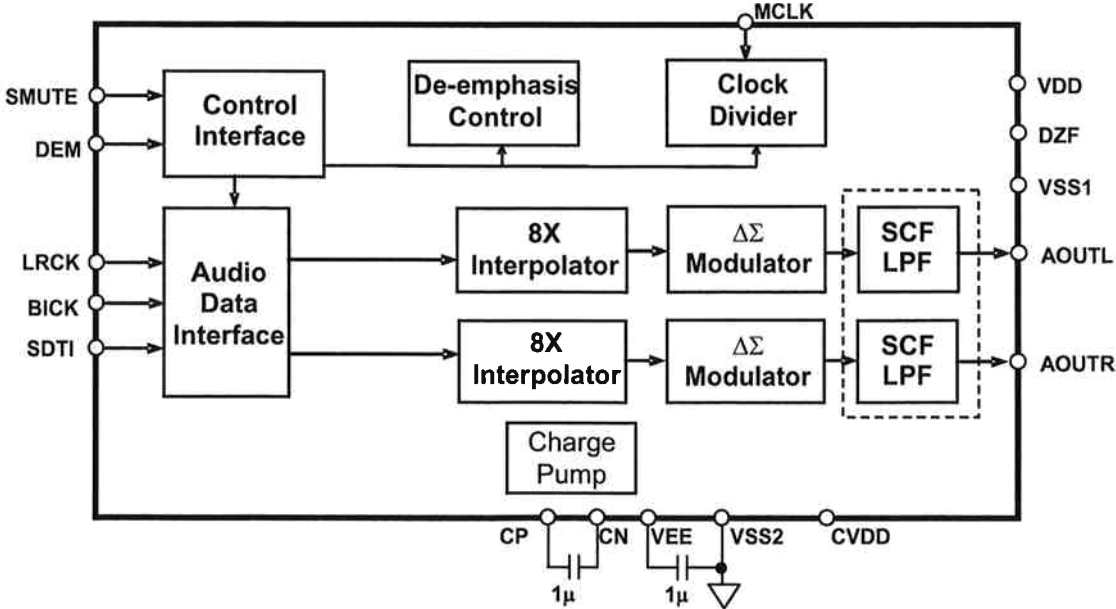 MCLK
SMUTE
DEM
Control
Interface
De-emphasis
Control
Clock
Divider
VDD
DZF
VSS1
LRCK
BICK
SDTI
Audio
Data
Interface
8X
Interpolator
ΔΣ
Modulator
SCF
LPF
AOUTL
8X
Interpolator
ΔΣ
Modulator
SCF
LPF
AOUTR
Charge
Pump
CP
CN
VEE
VSS2
CVDD
1μ
1μ